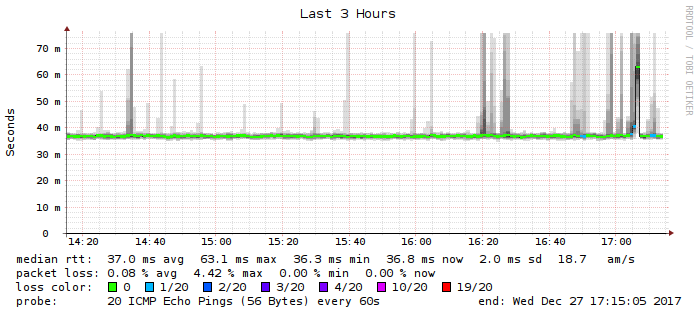 Last 3 Hours
RRDTOOL / TOBI OETIKER
Seconds
70 m
60 m
50 m
40 m
30 m
20 m
10 m
0
14:20 14:40 15:00 15:20 15:40 16:00 16:20 16:40 17:00
median rtt: 37.0 ms avg 63.1 ms max 36.3 ms min 36.8 ms now 2.0 ms sd 18.7 am/s
packet loss: 0.08 % avg 4.42 % max 0.00 % min 0.00 % now
loss color: 0 1/20 2/20 3/20 4/20 10/20 19/20
probe: 20 ICMP Echo Pings (56 Bytes) every 60s end: Wed Dec 27 17:15:05 2017